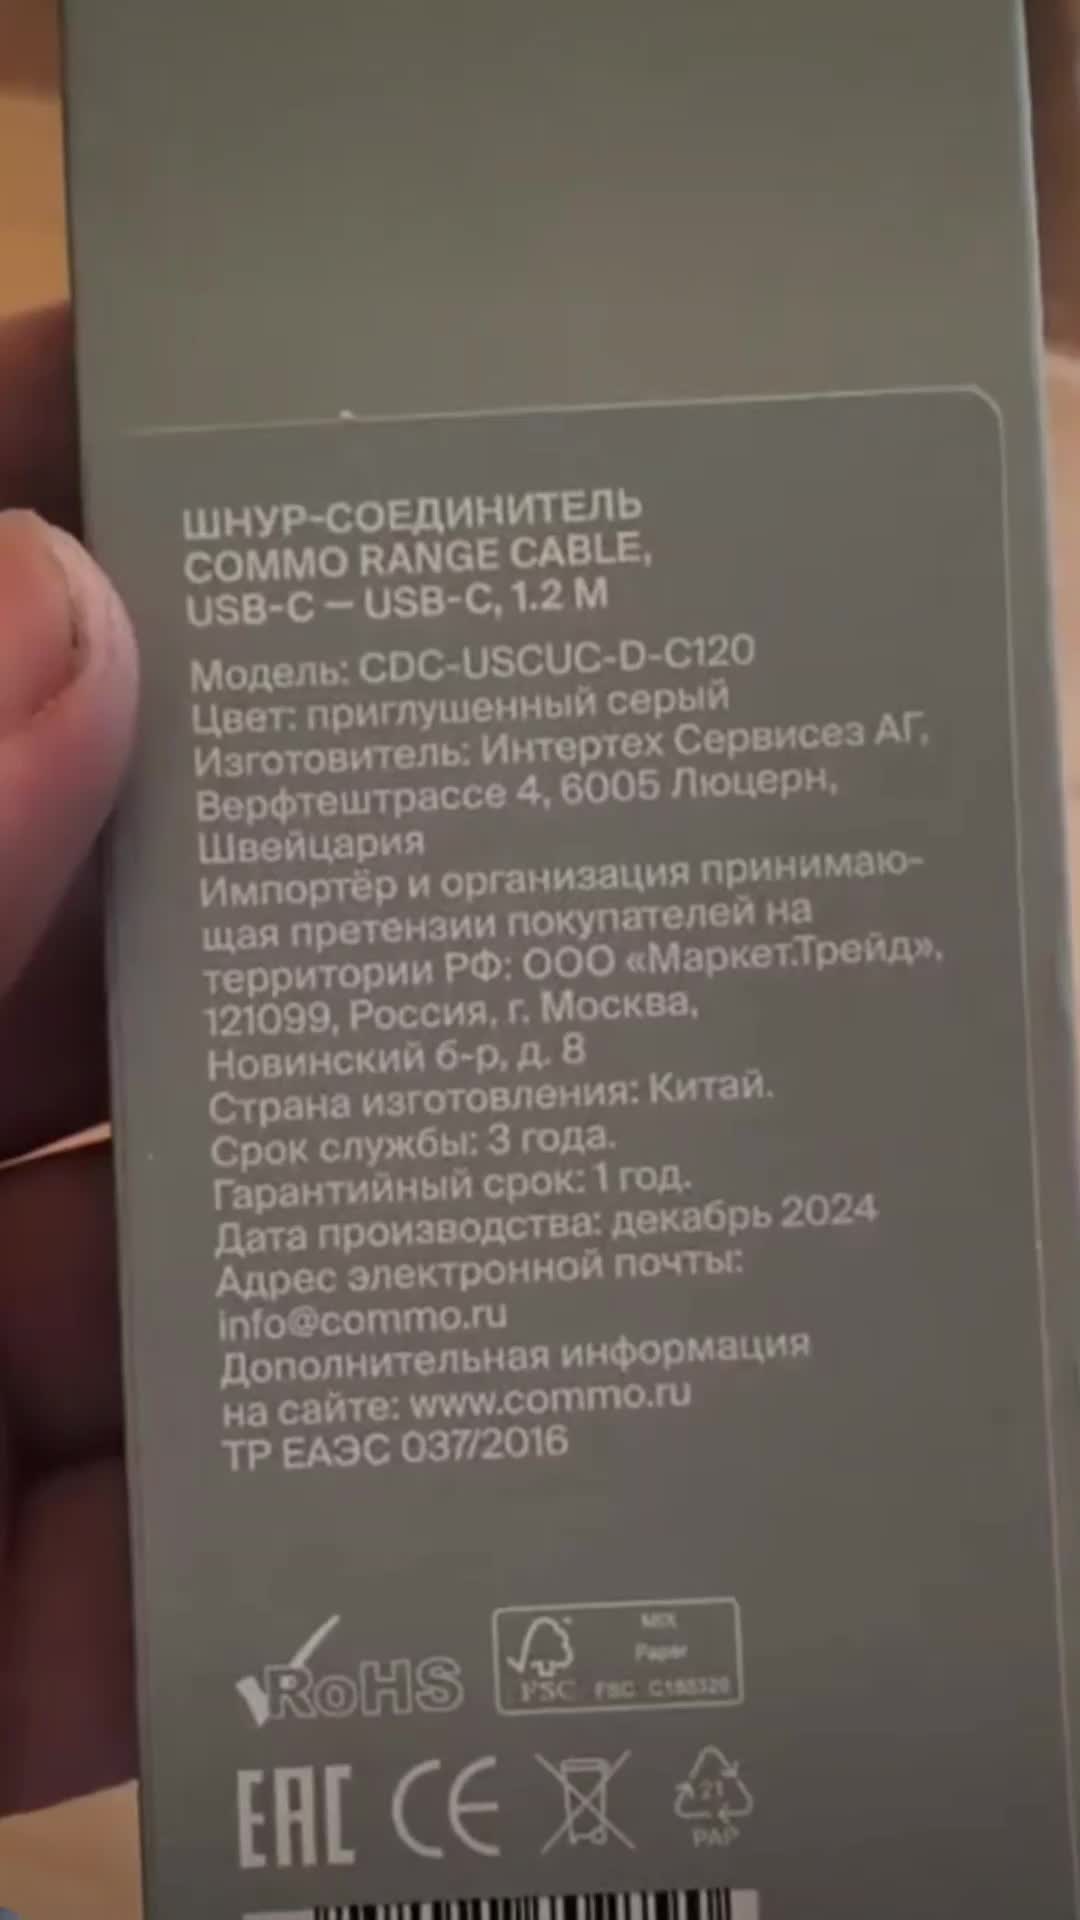 ШНУР-СОЕДИНИТЕЛЬ
COMMO RANGE CABLE,
USB-C — USB-C, 1.2 М
Модель: CDC-USCUC-D-C120
Цвет: приглушенный серый
Изготовитель: Интертех Сервисез АГ,
Верфтештрассе 4, 6005 Люцерн,
Швейцария
Импортёр и организация принимаю-
щая претензии покупателей на
территории РФ: ООО «Маркет.Трейд»,
121099, Россия, г. Москва,
Новинский б-р, д. 8
Страна изготовления: Китай.
Срок службы: 3 года.
Гарантийный срок: 1 год.
Дата производства: декабрь 2024
Адрес электронной почты:
info@commo.ru
Дополнительная информация
на сайте: www.commo.ru
ТР ЕАЭС 037/2016
RoHS
MIX
Paper
FSC FSC
EAC CE
21
PAP